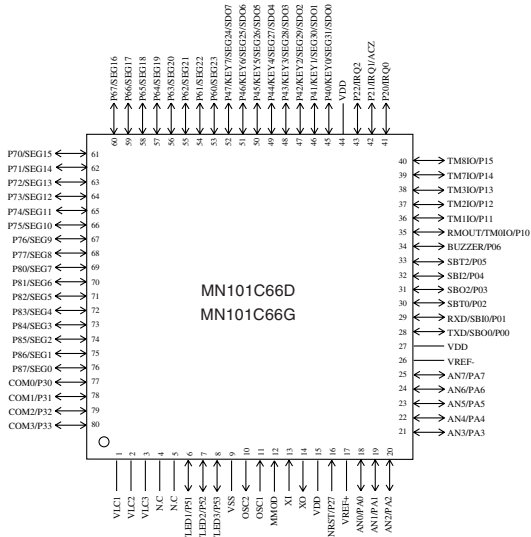 P67/SEG16
P66/SEG17
P65/SEG18
P64/SEG19
P63/SEG20
P62/SEG21
P61/SEG22
P60/SEG23
P47/KEY7/SEG24/SDO7
P46/KEY6/SEG25/SDO6
P45/KEY5/SEG26/SDO5
P44/KEY4/SEG27/SDO4
P43/KEY3/SEG28/SDO3
P42/KEY2/SEG29/SDO2
P41/KEY1/SEG30/SDO1
P40/KEY0/SEG31/SDO0
VDD
P22/IRQ2
P21/IRQ1/ACZ
P20/IRQ0
60 59 58 57 56 55 54 53 52 51 50 49 48 47 46 45 44 43 42 41
P70/SEG15 61
P71/SEG14 62
P72/SEG13 63
P73/SEG12 64
P74/SEG11 65
P75/SEG10 66
P76/SEG9 67
P77/SEG8 68
P80/SEG7 69
P81/SEG6 70
P82/SEG5 71
P83/SEG4 72
P84/SEG3 73
P85/SEG2 74
P86/SEG1 75
P87/SEG0 76
COM0/P30 77
COM1/P31 78
COM2/P32 79
COM3/P33 80
MN101C66D
MN101C66G
40 TM8IO/P15
39 TM7IO/P14
38 TM3IO/P13
37 TM2IO/P12
36 TM1IO/P11
35 RMOUT/TM0IO/P10
34 BUZZER/P06
33 SBT2/P05
32 SBI2/P04
31 SBO2/P03
30 SBT0/P02
29 RXD/SBI0/P01
28 TXD/SBO0/P00
27 VDD
26 VREF-
25 AN7/PA7
24 AN6/PA6
23 AN5/PA5
22 AN4/PA4
21 AN3/PA3
1 2 3 4 5 6 7 8 9 10 11 12 13 14 15 16 17 18 19 20
VLC1
VLC2
VLC3
N.C
N.C
LED1/P51
LED2/P52
LED3/P53
VSS
OSC2
OSC1
MMOD
XI
XO
VDD
NRST/P27
VREF+
AN0/PA0
AN1/PA1
AN2/PA2